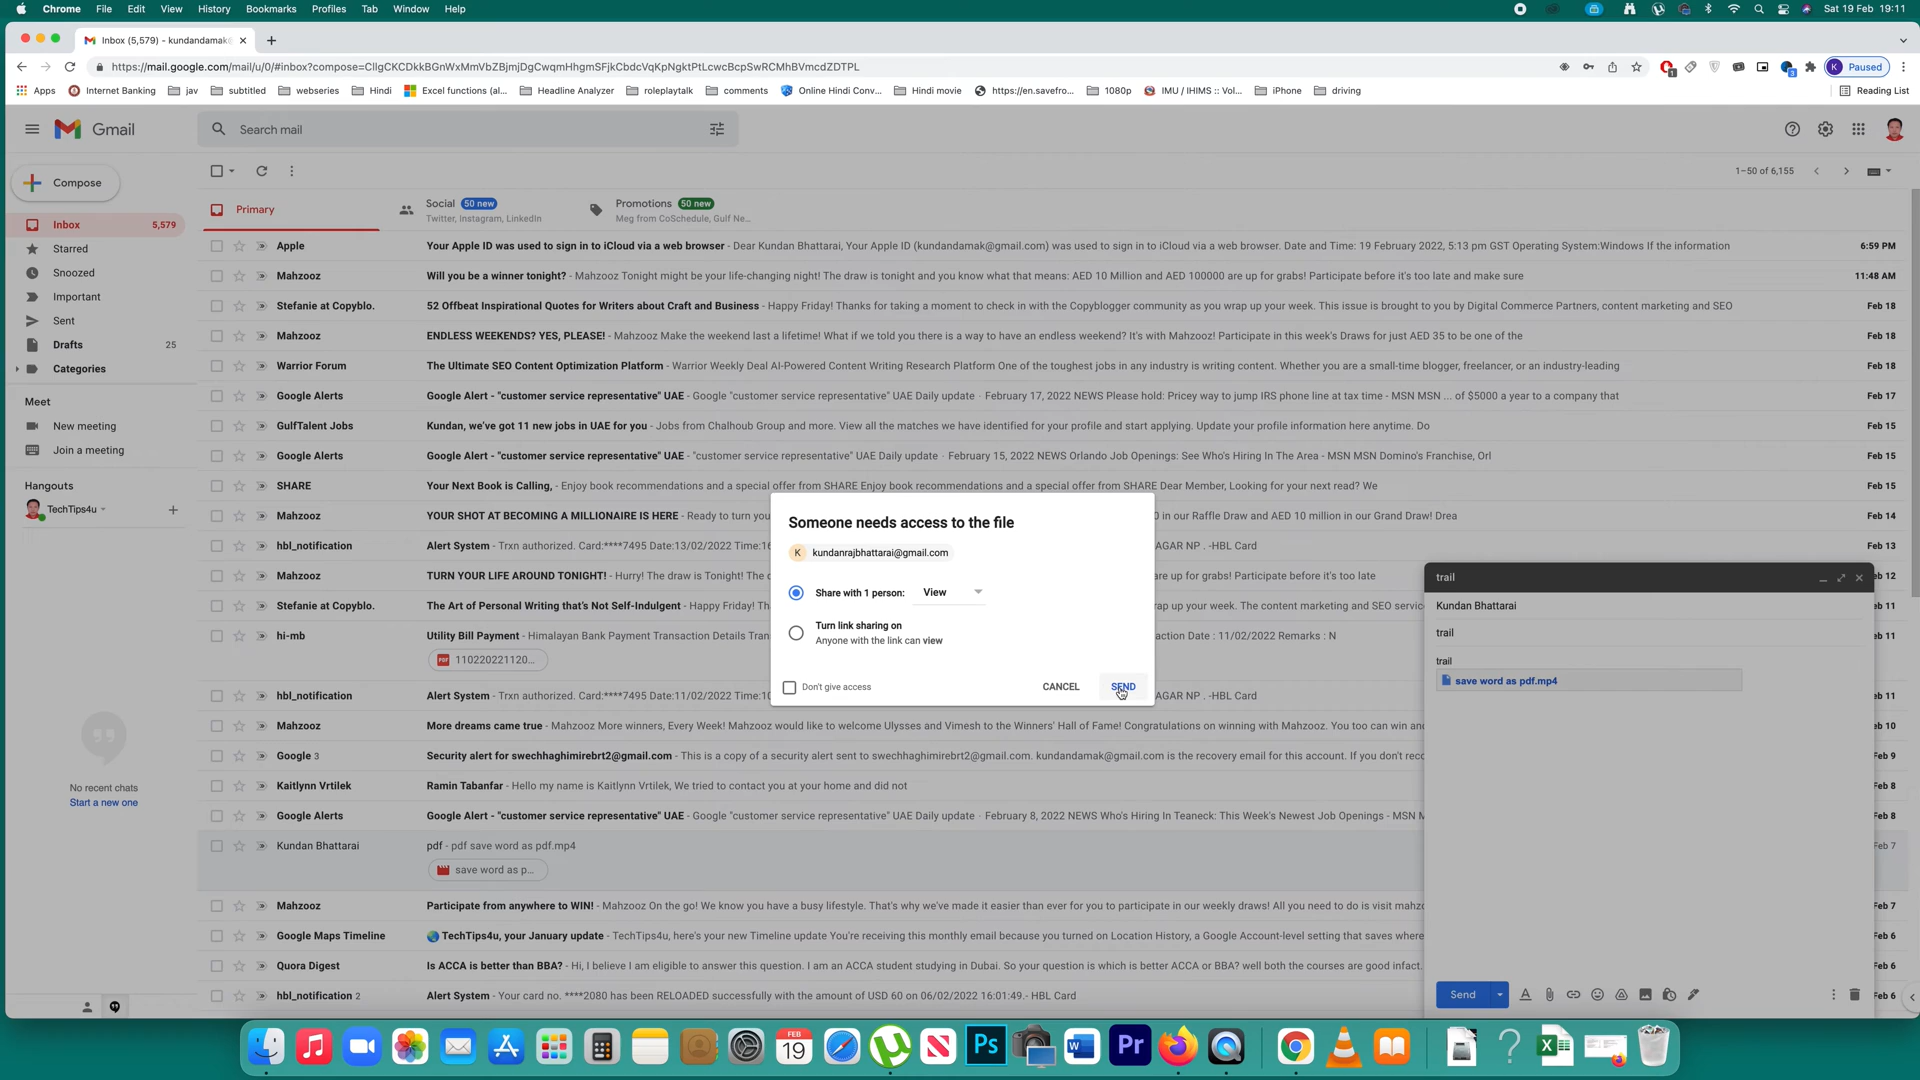 Chrome File Edit View History Bookmarks Profiles Tab Window Help Sat 19 Feb 19:11
Inbox (5,579) - kundandamak@
https://mail.google.com/mail/u/0/#inbox?compose=CllgCKCDkkBGnWxMmVbZBjmjDgCwqmHhgmSFjkCbdcVqKpNgktPtLcwcBcpSwRCMhBVmcdZDTPL 1 3 K Paused
Apps Internet Banking jav subtitled webseries Hindi Excel functions (al... Headline Analyzer roleplaytalk comments Online Hindi Conv... Hindi movie https://en.savefro... 1080p IMU / IHIMS :: Vol... iPhone driving Reading List
Gmail Search mail
Compose 1–50 of 6,155
Primary Social 50 new Promotions 50 new
Twitter, Instagram, LinkedIn Meg from CoSchedule, Gulf Ne...
Inbox 5,579
Starred
Snoozed
Important
Sent
Drafts 25
Categories
Meet
New meeting
Join a meeting
Hangouts
TechTips4u
No recent chats
Start a new one
Apple Your Apple ID was used to sign in to iCloud via a web browser - Dear Kundan Bhattarai, Your Apple ID (kundandamak@gmail.com) was used to sign in to iCloud via a web browser. Date and Time: 19 February 2022, 5:13 pm GST Operating System:Windows If the information 6:59 PM
Mahzooz Will you be a winner tonight? - Mahzooz Tonight might be your life-changing night! The draw is tonight and you know what that means: AED 10 Million and AED 100000 are up for grabs! Participate before it's too late and make sure 11:48 AM
Stefanie at Copyblo. 52 Offbeat Inspirational Quotes for Writers about Craft and Business - Happy Friday! Thanks for taking a moment to check in with the Copyblogger community as you wrap up your week. This issue is brought to you by Digital Commerce Partners, content marketing and SEO Feb 18
Mahzooz ENDLESS WEEKENDS? YES, PLEASE! - Mahzooz Make the weekend last a lifetime! What if we told you there is a way to have an endless weekend? It's with Mahzooz! Participate in this week's Draws for just AED 35 to be one of the Feb 18
Warrior Forum The Ultimate SEO Content Optimization Platform - Warrior Weekly Deal AI-Powered Content Writing Research Platform One of the toughest jobs in any industry is writing content. Whether you are a small-time blogger, freelancer, or an industry-leading Feb 18
Google Alerts Google Alert - "customer service representative" UAE - Google "customer service representative" UAE Daily update · February 17, 2022 NEWS Please hold: Pricey way to jump IRS phone line at tax time - MSN MSN ... of $5000 a year to a company that Feb 17
GulfTalent Jobs Kundan, we've got 11 new jobs in UAE for you - Jobs from Chalhoub Group and more. View all the matches we have identified for your profile and start applying. Update your profile information here anytime. Do Feb 15
Google Alerts Google Alert - "customer service representative" UAE - "customer service representative" UAE Daily update · February 15, 2022 NEWS Orlando Job Openings: See Who's Hiring In The Area - MSN MSN Domino's Franchise, Orl Feb 15
SHARE Your Next Book is Calling, - Enjoy book recommendations and a special offer from SHARE Enjoy book recommendations and a special offer from SHARE Dear Member, Looking for your next read? We Feb 15
Mahzooz YOUR SHOT AT BECOMING A MILLIONAIRE IS HERE - Ready to turn you 0 in our Raffle Draw and AED 10 million in our Grand Draw! Drea Feb 14
hbl_notification Alert System - Trxn authorized. Card:****7495 Date:13/02/2022 Time:16 AGAR NP . -HBL Card Feb 13
Mahzooz TURN YOUR LIFE AROUND TONIGHT! - Hurry! The draw is Tonight! The d are up for grabs! Participate before it's too late b 12
Stefanie at Copyblo. The Art of Personal Writing that's Not Self-Indulgent - Happy Friday! Th rap up your week. The content marketing and SEO servic b 11
hi-mb Utility Bill Payment - Himalayan Bank Payment Transaction Details Tran action Date : 11/02/2022 Remarks : N eb 11
110220221120...
hbl_notification Alert System - Trxn authorized. Card:****7495 Date:11/02/2022 Time:10 AGAR NP . -HBL Card eb 11
Mahzooz More dreams came true - Mahzooz More winners, Every Week! Mahzooz would like to welcome Ulysses and Vimesh to the Winners' Hall of Fame! Congratulations on winning with Mahzooz. You too can win and eb 10
Google 3 Security alert for swechhaghimirebrt2@gmail.com - This is a copy of a security alert sent to swechhaghimirebrt2@gmail.com. kundandamak@gmail.com is the recovery email for this account. If you don't rec eb 9
Kaitlynn Vrtilek Ramin Tabanfar - Hello my name is Kaitlynn Vrtilek, We tried to contact you at your home and did not eb 8
Google Alerts Google Alert - "customer service representative" UAE - Google "customer service representative" UAE Daily update · February 8, 2022 NEWS Who's Hiring In Teaneck: This Week's Newest Job Openings - MSN M eb 8
Kundan Bhattarai pdf - pdf save word as pdf.mp4 Feb 7
save word as p...
Mahzooz Participate from anywhere to WIN! - Mahzooz On the go! We know you have a busy lifestyle. That's why we've made it easier than ever for you to participate in our weekly draws! All you need to do is visit mahzo Feb 7
Google Maps Timeline TechTips4u, your January update - TechTips4u, here's your new Timeline update You're receiving this monthly email because you turned on Location History, a Google Account-level setting that saves where Feb 6
Quora Digest Is ACCA is better than BBA? - Hi, I believe I am eligible to answer this question. I am an ACCA student studying in Dubai. So your question is which is better ACCA or BBA? well both the courses are good infact. Feb 6
hbl_notification 2 Alert System - Your card no. ****2080 has been RELOADED successfully with the amount of USD 60 on 06/02/2022 16:01:49.- HBL Card Feb 6
Someone needs access to the file
K kundanrajbhattarai@gmail.com
Share with 1 person: View
Turn link sharing on
Anyone with the link can view
Don't give access CANCEL SEND
trail
Kundan Bhattarai
trail
trail
save word as pdf.mp4
Send
FEB
19
Ps
Pr